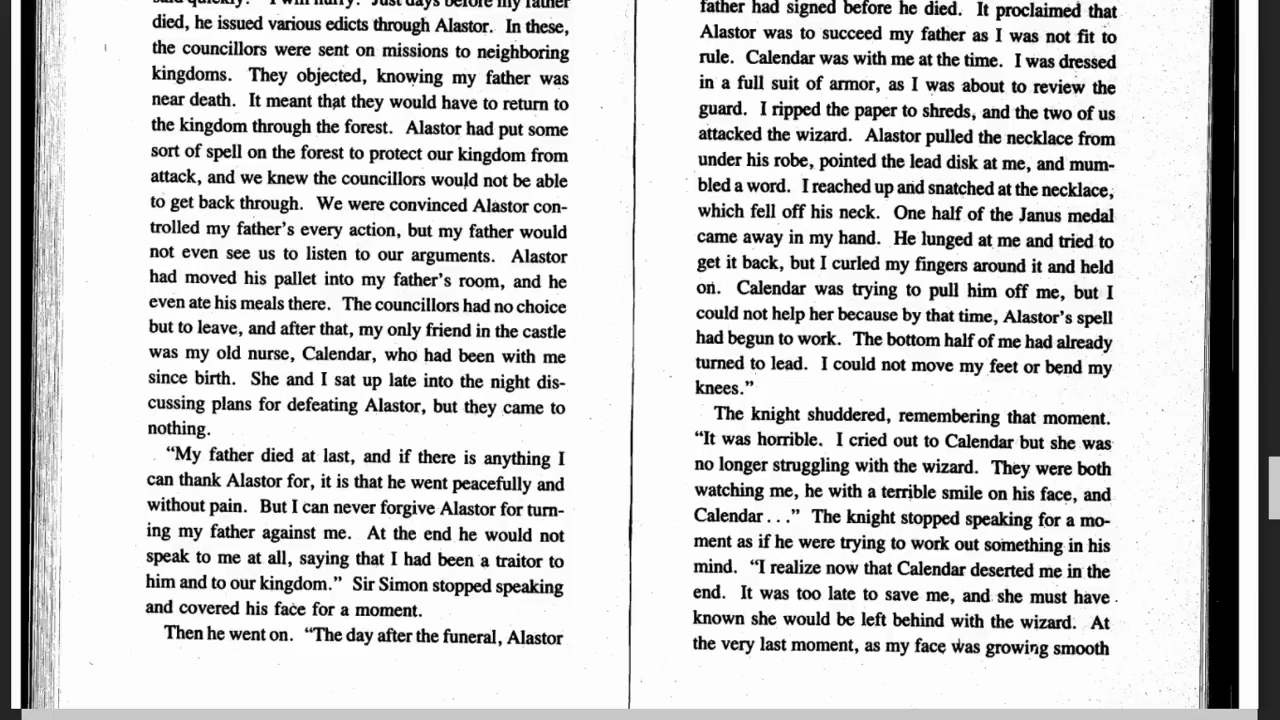 died, he issued various edicts through Alastor. In these,
the councillors were sent on missions to neighboring
kingdoms. They objected, knowing my father was
near death. It meant that they would have to return to
the kingdom through the forest. Alastor had put some
sort of spell on the forest to protect our kingdom from
attack, and we knew the councillors would not be able
to get back through. We were convinced Alastor con-
trolled my father's every action, but my father would
not even see us to listen to our arguments. Alastor
had moved his pallet into my father's room, and he
even ate his meals there. The councillors had no choice
but to leave, and after that, my only friend in the castle
was my old nurse, Calendar, who had been with me
since birth. She and I sat up late into the night dis-
cussing plans for defeating Alastor, but they came to
nothing.
"My father died at last, and if there is anything I
can thank Alastor for, it is that he went peacefully and
without pain. But I can never forgive Alastor for turn-
ing my father against me. At the end he would not
speak to me at all, saying that I had been a traitor to
him and to our kingdom." Sir Simon stopped speaking
and covered his face for a moment.
Then he went on. "The day after the funeral, Alastor
father had signed before he died. It proclaimed that
Alastor was to succeed my father as I was not fit to
rule. Calendar was with me at the time. I was dressed
in a full suit of armor, as I was about to review the
guard. I ripped the paper to shreds, and the two of us
attacked the wizard. Alastor pulled the necklace from
under his robe, pointed the lead disk at me, and mum-
bled a word. I reached up and snatched at the necklace,
which fell off his neck. One half of the Janus medal
came away in my hand. He lunged at me and tried to
get it back, but I curled my fingers around it and held
on. Calendar was trying to pull him off me, but I
could not help her because by that time, Alastor's spell
had begun to work. The bottom half of me had already
turned to lead. I could not move my feet or bend my
knees."
The knight shuddered, remembering that moment.
"It was horrible. I cried out to Calendar but she was
no longer struggling with the wizard. They were both
watching me, he with a terrible smile on his face, and
Calendar . . ." The knight stopped speaking for a mo-
ment as if he were trying to work out something in his
mind. "I realize now that Calendar deserted me in the
end. It was too late to save me, and she must have
known she would be left behind with the wizard. At
the very last moment, as my face was growing smooth